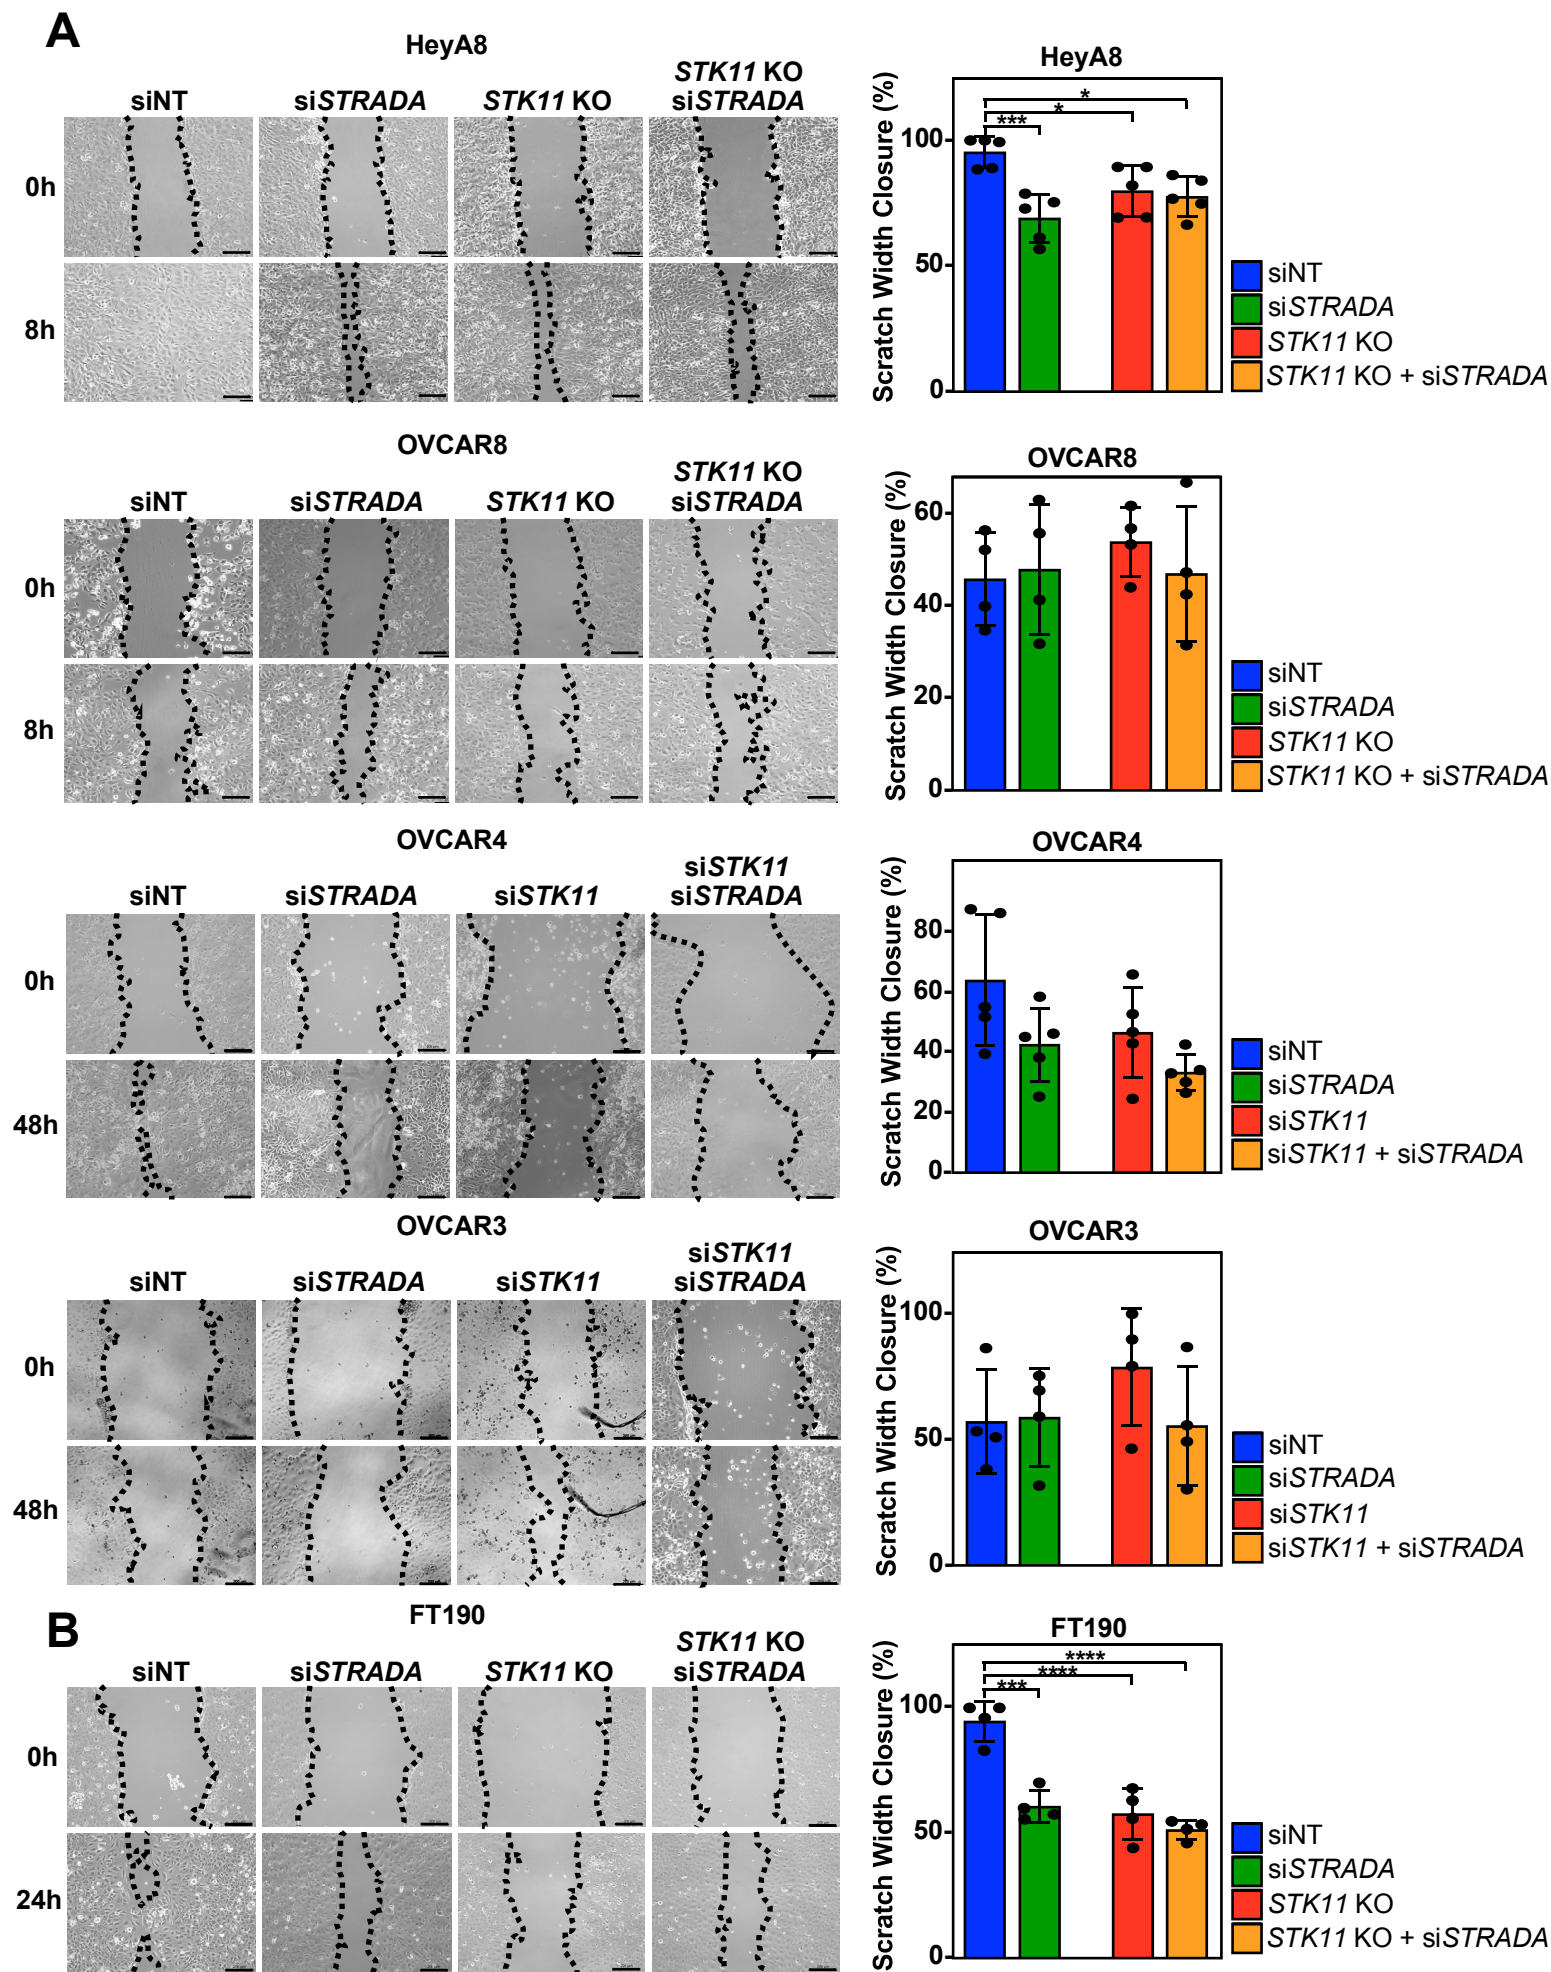 A
HeyA8
siNT
siSTRADA
STK11 KO
STK11 KO
siSTRADA
0h
8h
HeyA8
Scratch Width Closure (%)
100
50
0
***
*
*
siNT
siSTRADA
STK11 KO
STK11 KO + siSTRADA
OVCAR8
siNT
siSTRADA
STK11 KO
STK11 KO
siSTRADA
0h
8h
OVCAR8
Scratch Width Closure (%)
60
40
20
0
siNT
siSTRADA
STK11 KO
STK11 KO + siSTRADA
OVCAR4
siNT
siSTRADA
siSTK11
siSTK11
siSTRADA
0h
48h
OVCAR4
Scratch Width Closure (%)
80
60
40
20
0
siNT
siSTRADA
siSTK11
siSTK11 + siSTRADA
OVCAR3
siNT
siSTRADA
siSTK11
siSTK11
siSTRADA
0h
48h
OVCAR3
Scratch Width Closure (%)
100
50
0
siNT
siSTRADA
siSTK11
siSTK11 + siSTRADA
B
FT190
siNT
siSTRADA
STK11 KO
STK11 KO
siSTRADA
0h
24h
FT190
Scratch Width Closure (%)
100
50
0
****
****
***
siNT
siSTRADA
STK11 KO
STK11 KO + siSTRADA